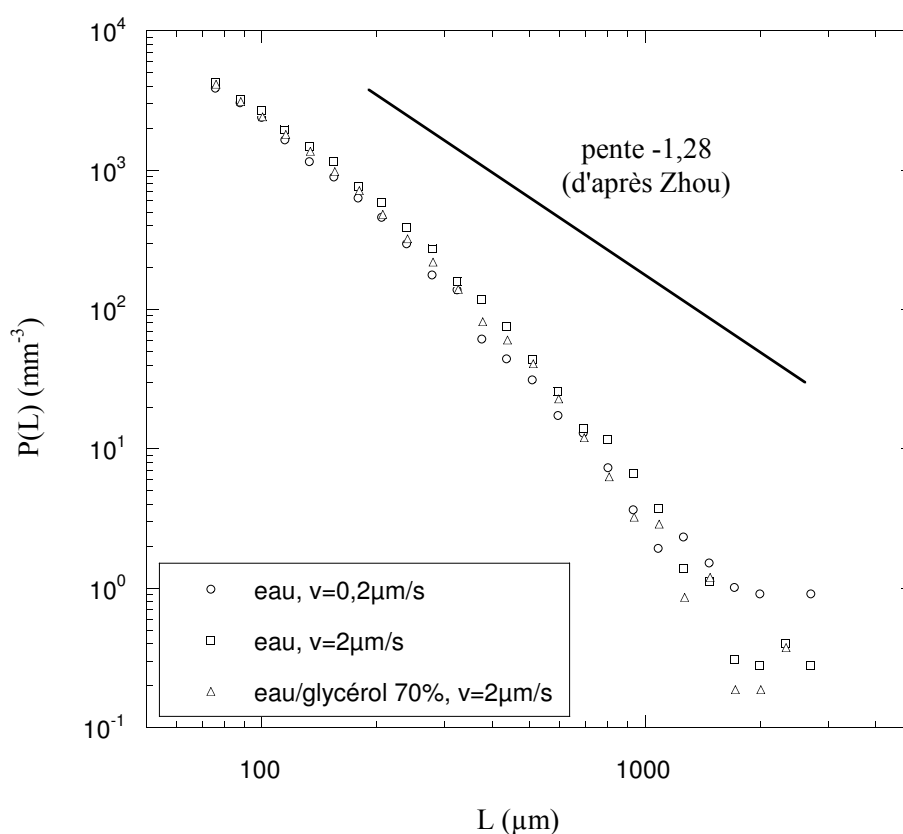 10^4
10^3
10^2
10^1
10^0
10^-1
P(L) (mm^-3)
pente -1,28
(d'après Zhou)
eau, v=0,2µm/s
eau, v=2µm/s
eau/glycérol 70%, v=2µm/s
100
1000
L (µm)